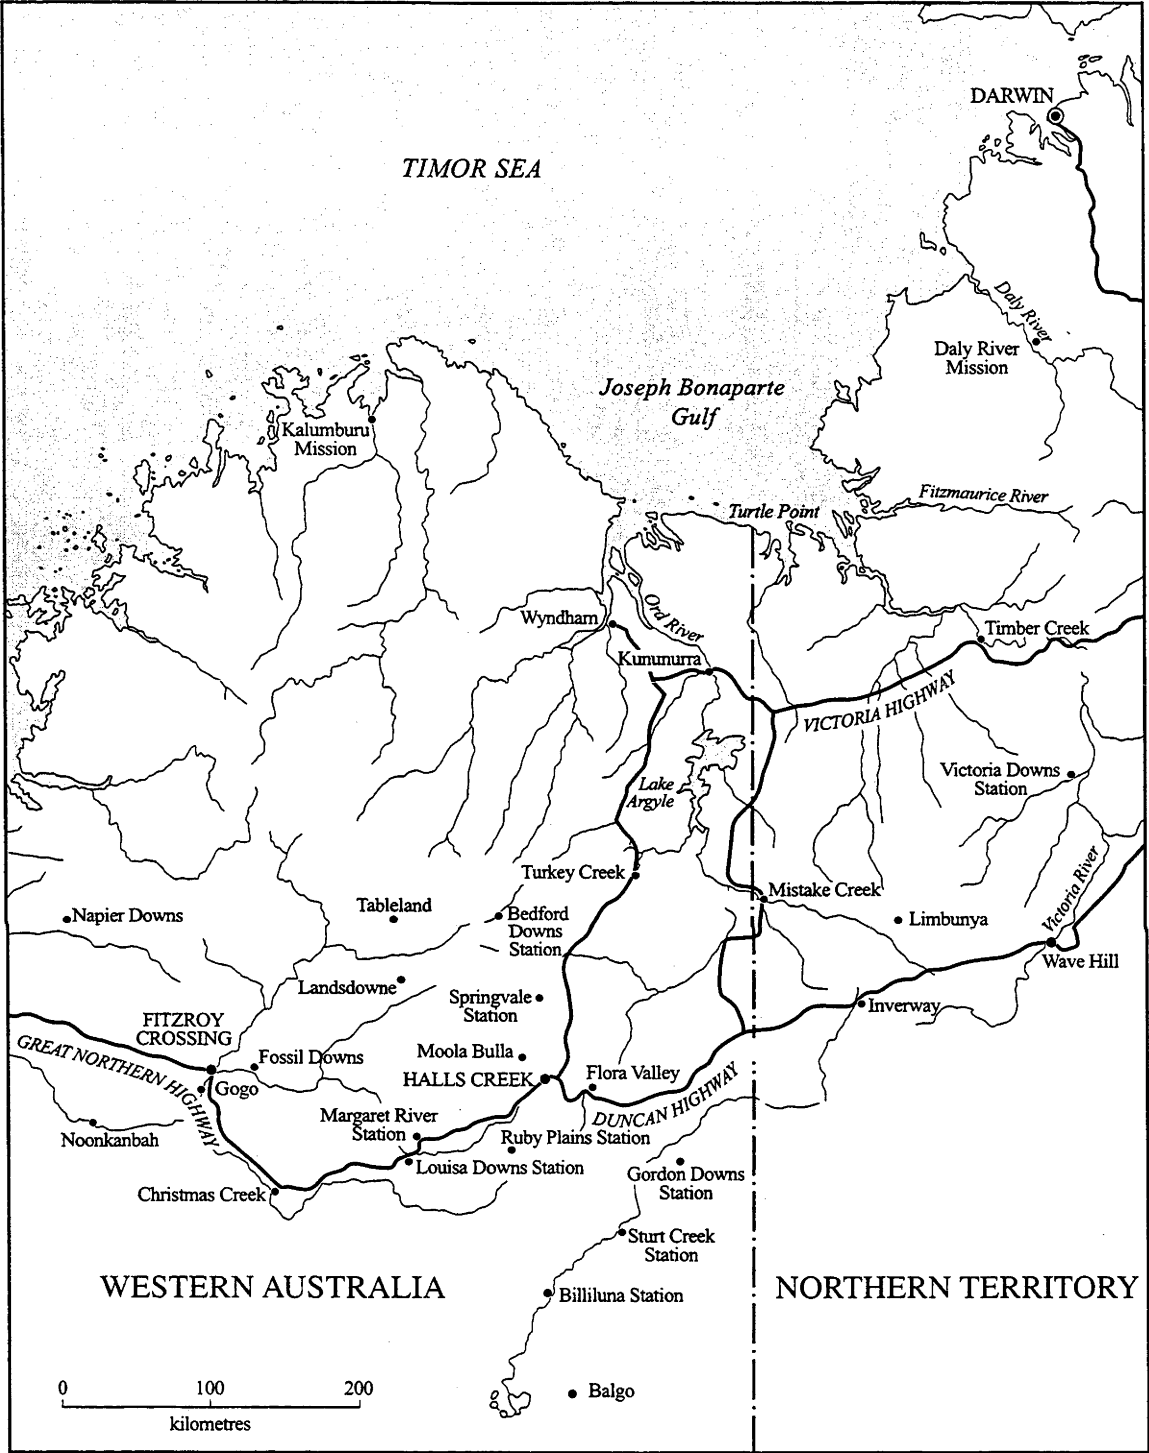 DARWIN
TIMOR SEA
Daly River
Daly River
Mission
Joseph Bonaparte
Gulf
Kalumburu
Mission
Fitzmaurice River
Turtle Point
Wyndham
Ord River
Timber Creek
Kununurra
VICTORIA HIGHWAY
Victoria Downs
Station
Lake
Argyle
Turkey Creek
Mistake Creek
Victoria River
Napier Downs
Tableland
Bedford
Downs
Station
Limbunya
Wave Hill
Landsdowne
Springvale
Station
Inverway
FITZROY
CROSSING
GREAT NORTHERN HIGHWAY
Fossil Downs
Moola Bulla
HALLS CREEK
Flora Valley
Gogo
DUNCAN HIGHWAY
Margaret River
Station
Noonkanbah
Ruby Plains Station
Louisa Downs Station
Gordon Downs
Station
Christmas Creek
Sturt Creek
Station
WESTERN AUSTRALIA
NORTHERN TERRITORY
Billiluna Station
0 100 200
kilometres
Balgo